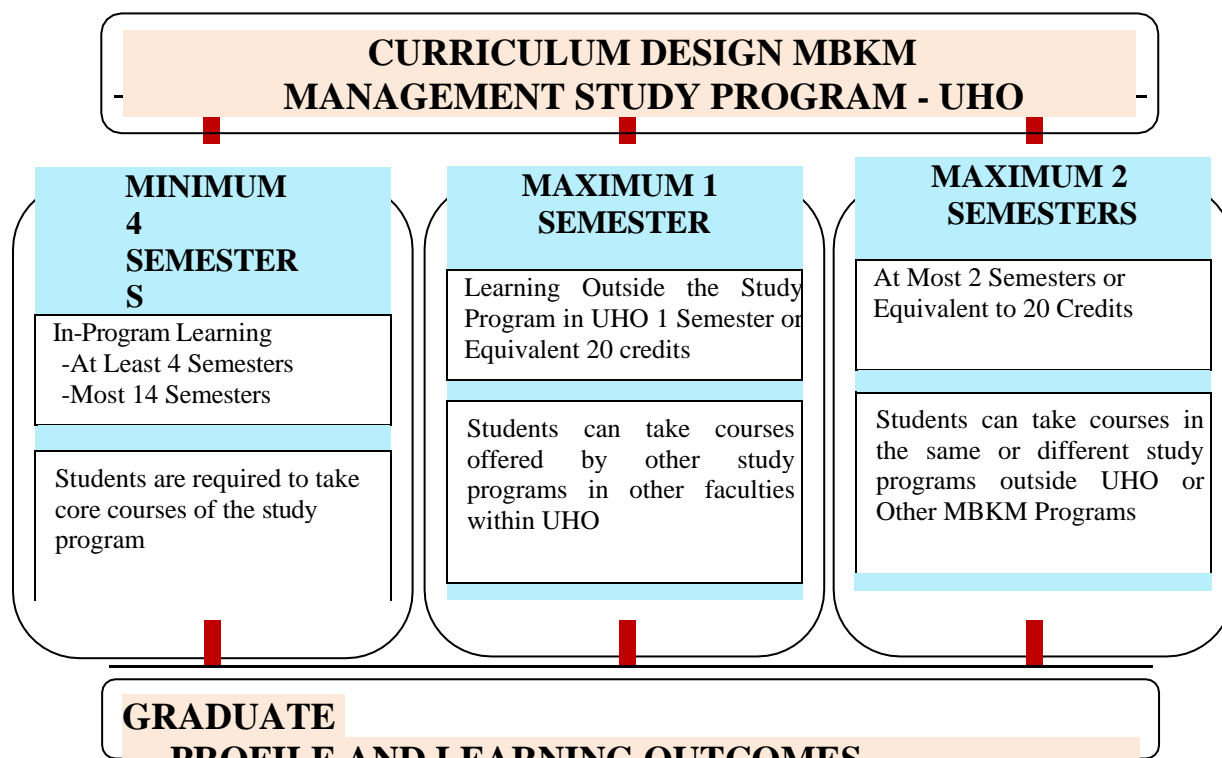 CURRICULUM DESIGN MBKM
MANAGEMENT STUDY PROGRAM - UHO
MINIMUM
4
SEMESTER
S
In-Program Learning
-At Least 4 Semesters
-Most 14 Semesters
Students are required to take
core courses of the study
program
MAXIMUM 1
SEMESTER
Learning Outside the Study
Program in UHO 1 Semester or
Equivalent 20 credits
Students can take courses
offered by other study
programs in other faculties
within UHO
MAXIMUM 2
SEMESTERS
At Most 2 Semesters or
Equivalent to 20 Credits
Students can take courses in
the same or different study
programs outside UHO or
Other MBKM Programs
GRADUATE
PROFILE AND LEARNING OUTCOMES